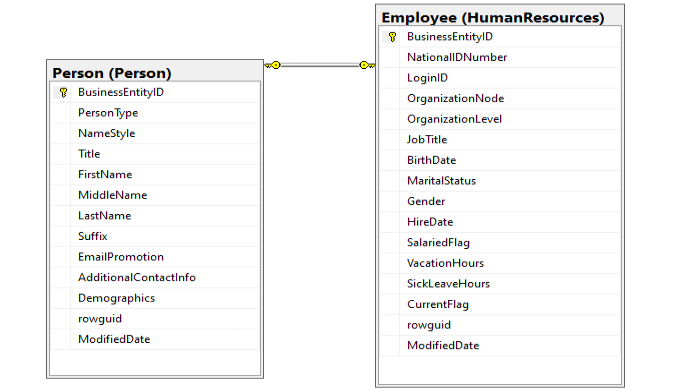 Person (Person)
BusinessEntityID
PersonType
NameStyle
Title
FirstName
MiddleName
LastName
Suffix
EmailPromotion
AdditionalContactInfo
Demographics
rowguid
ModifiedDate
Employee (HumanResources)
BusinessEntityID
NationalIDNumber
LoginID
OrganizationNode
OrganizationLevel
JobTitle
BirthDate
MaritalStatus
Gender
HireDate
SalariedFlag
VacationHours
SickLeaveHours
CurrentFlag
rowguid
ModifiedDate